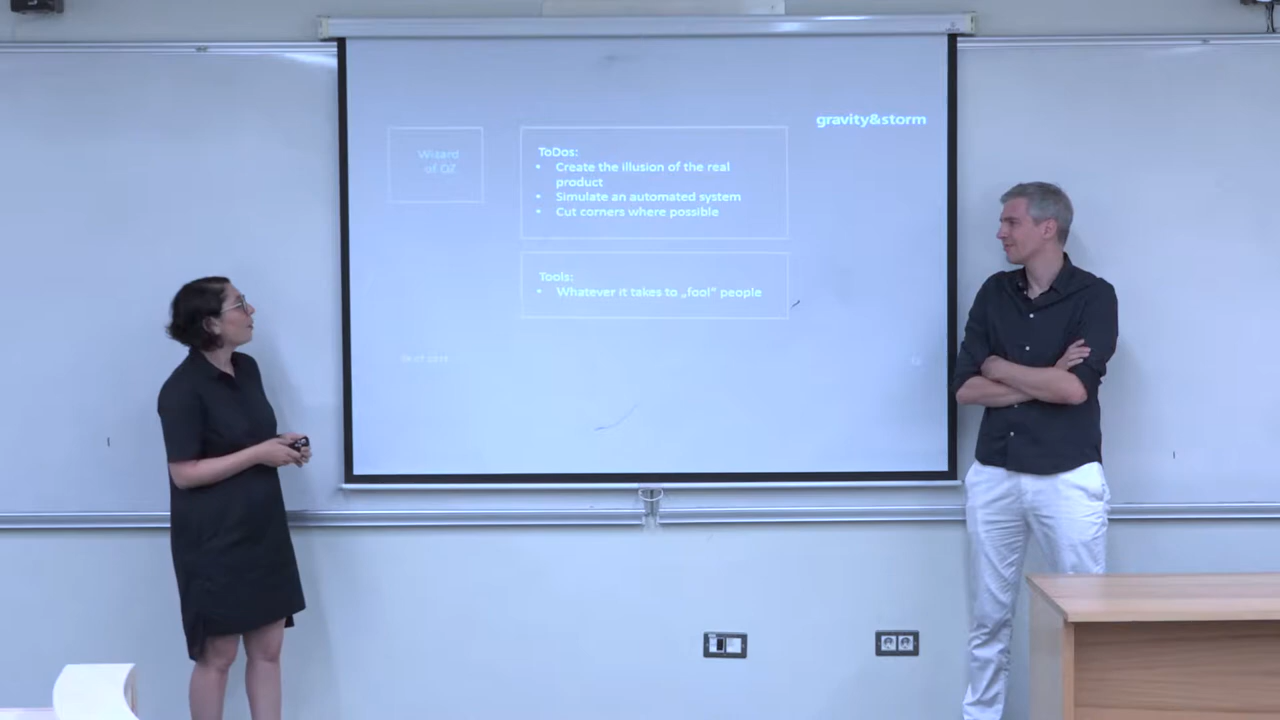 gravity&storm
Wizard
of OZ
ToDos:
• Create the illusion of the real
product
• Simulate an automated system
• Cut corners where possible
Tools:
• Whatever it takes to „fool" people